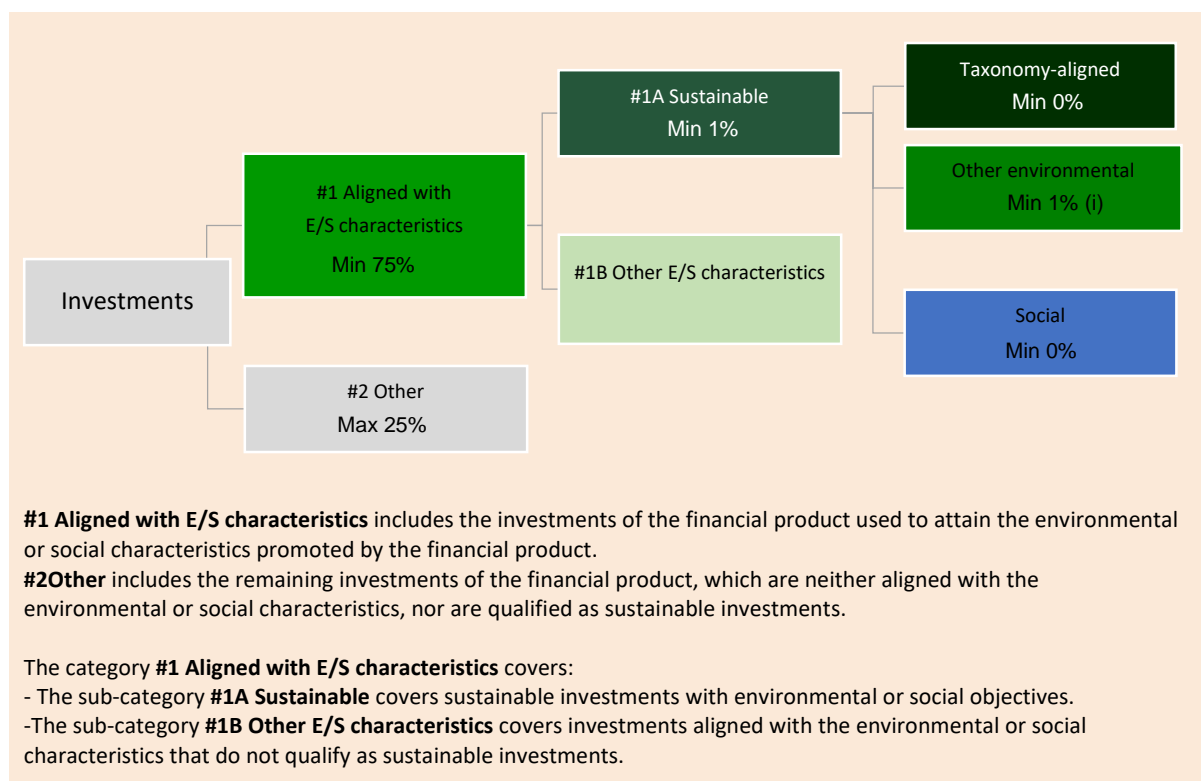 Investments
#1 Aligned with
E/S characteristics
Min 75%
#2 Other
Max 25%
#1A Sustainable
Min 1%
#1B Other E/S characteristics
Taxonomy-aligned
Min 0%
Other environmental
Min 1% (i)
Social
Min 0%
#1 Aligned with E/S characteristics includes the investments of the financial product used to attain the environmental
or social characteristics promoted by the financial product.
#2Other includes the remaining investments of the financial product, which are neither aligned with the
environmental or social characteristics, nor are qualified as sustainable investments.
The category #1 Aligned with E/S characteristics covers:
- The sub-category #1A Sustainable covers sustainable investments with environmental or social objectives.
-The sub-category #1B Other E/S characteristics covers investments aligned with the environmental or social
characteristics that do not qualify as sustainable investments.